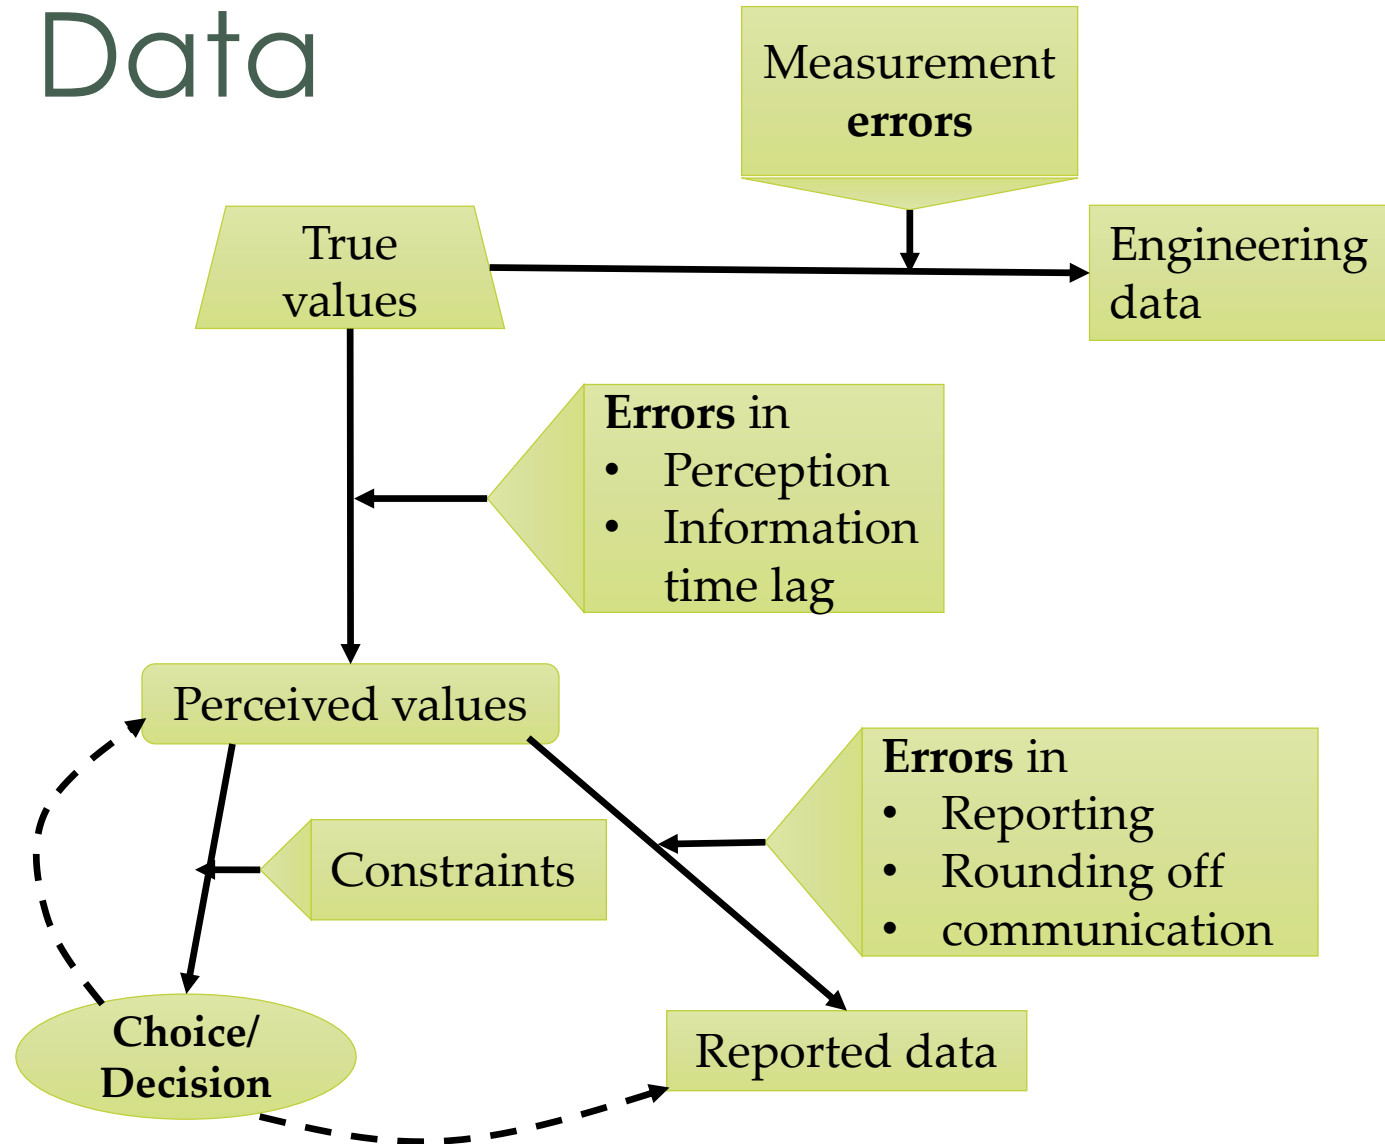 Data
Measurement
errors
True
values
Engineering
data
Errors in
• Perception
• Information
time lag
Perceived values
Errors in
• Reporting
• Rounding off
• communication
Constraints
Choice/
Decision
Reported data